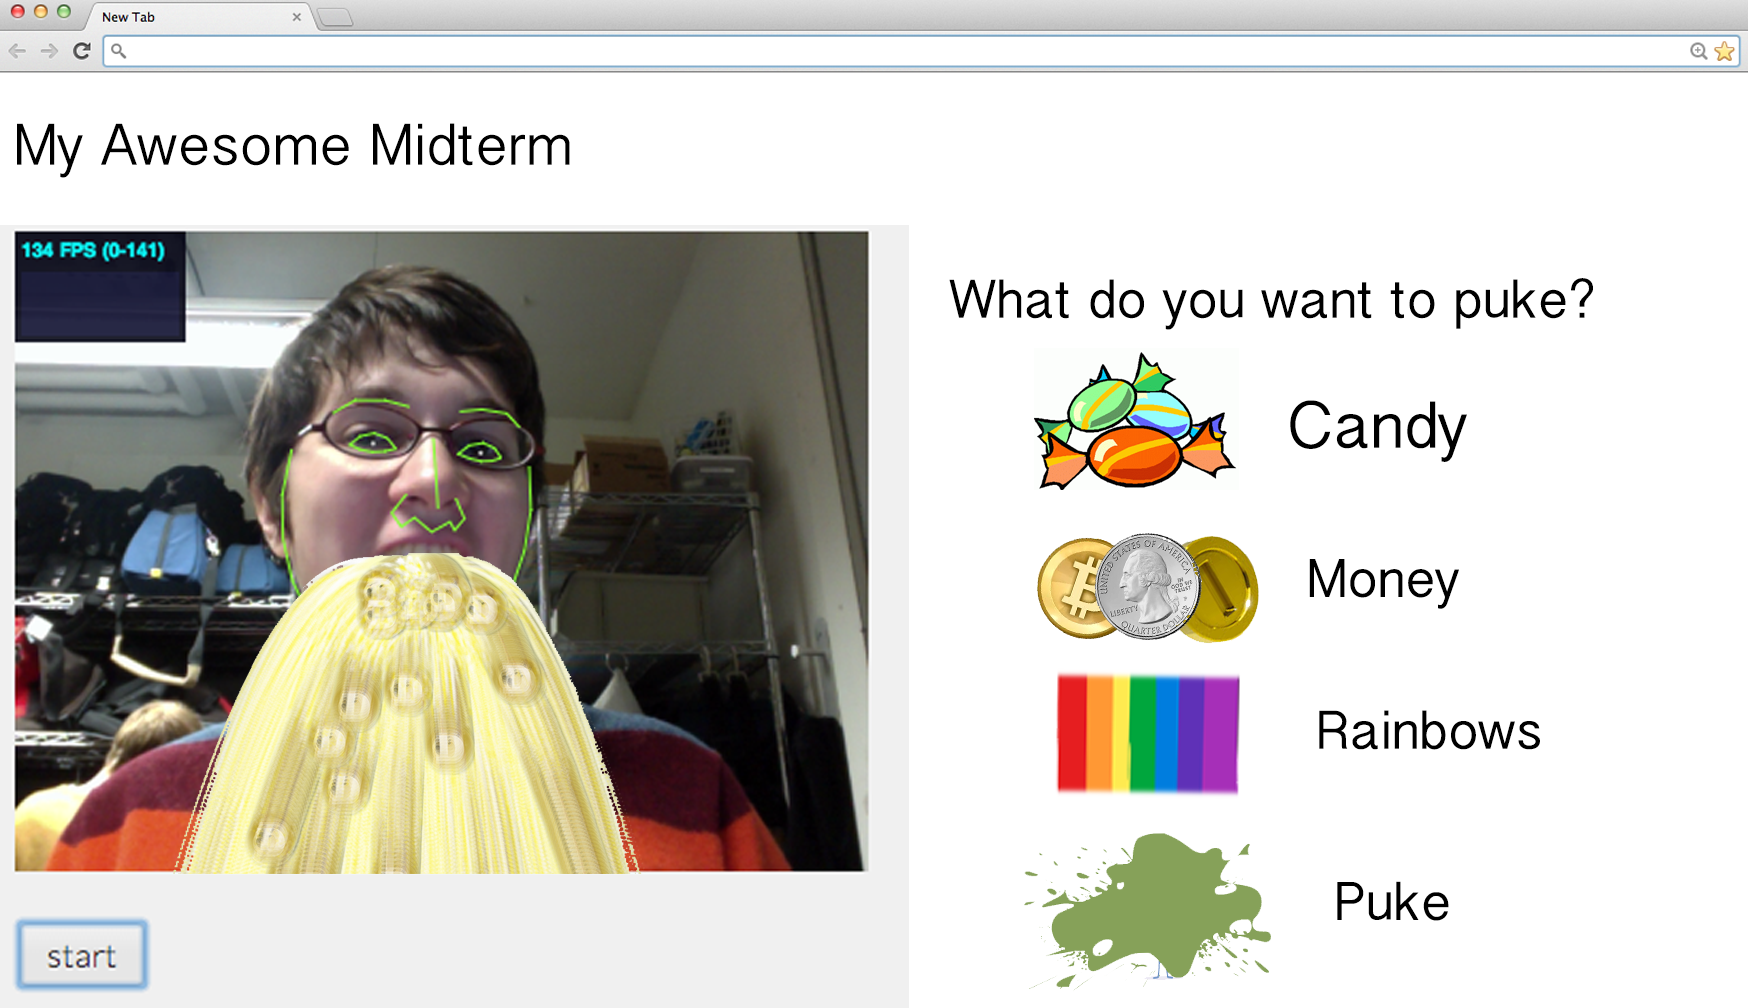 New Tab
My Awesome Midterm
134 FPS (0-141)
What do you want to puke?
Candy
Money
UNITED STATES OF AMERICA
LIBERTY
IN GOD WE TRUST
QUARTER DOLLAR
Rainbows
Puke
start